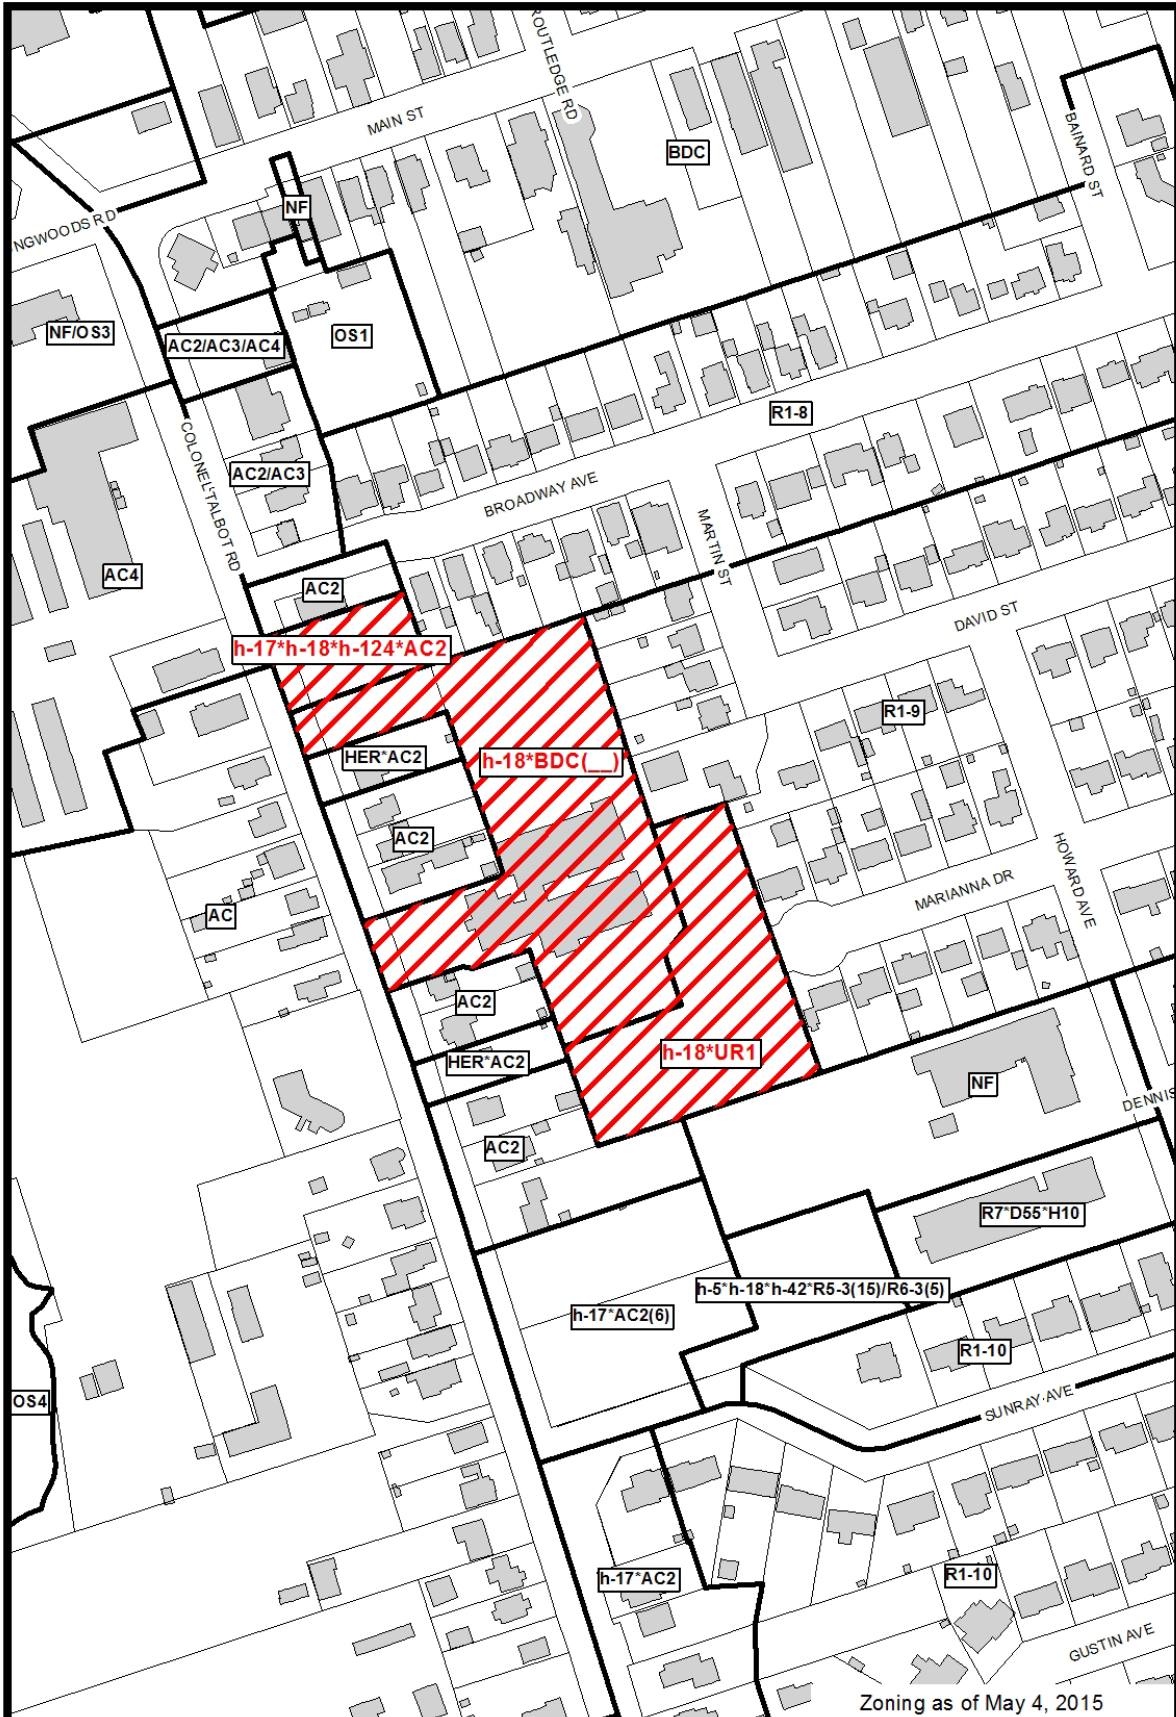 ROUTLEDGE RD
MAIN ST
BDC
BAINARD ST
NF
NGWOODS RD
NF/OS3
AC2/AC3/AC4
OS1
R1-8
COLONEL TALBOT RD
AC2/AC3
BROADWAY AVE
MARTIN ST
AC4
AC2
DAVID ST
h-17*h-18*h-124*AC2
R1-9
HER*AC2
h-18*BDC(__)
AC2
HOWARD AVE
MARIANNA DR
AC
AC2
h-18*UR1
HER*AC2
NF
DENNIS
AC2
R7*D55*H10
h-5*h-18*h-42*R5-3(15)/R6-3(5)
h-17*AC2(6)
R1-10
OS4
SUNRAY AVE
h-17*AC2
R1-10
GUSTIN AVE
Zoning as of May 4, 2015